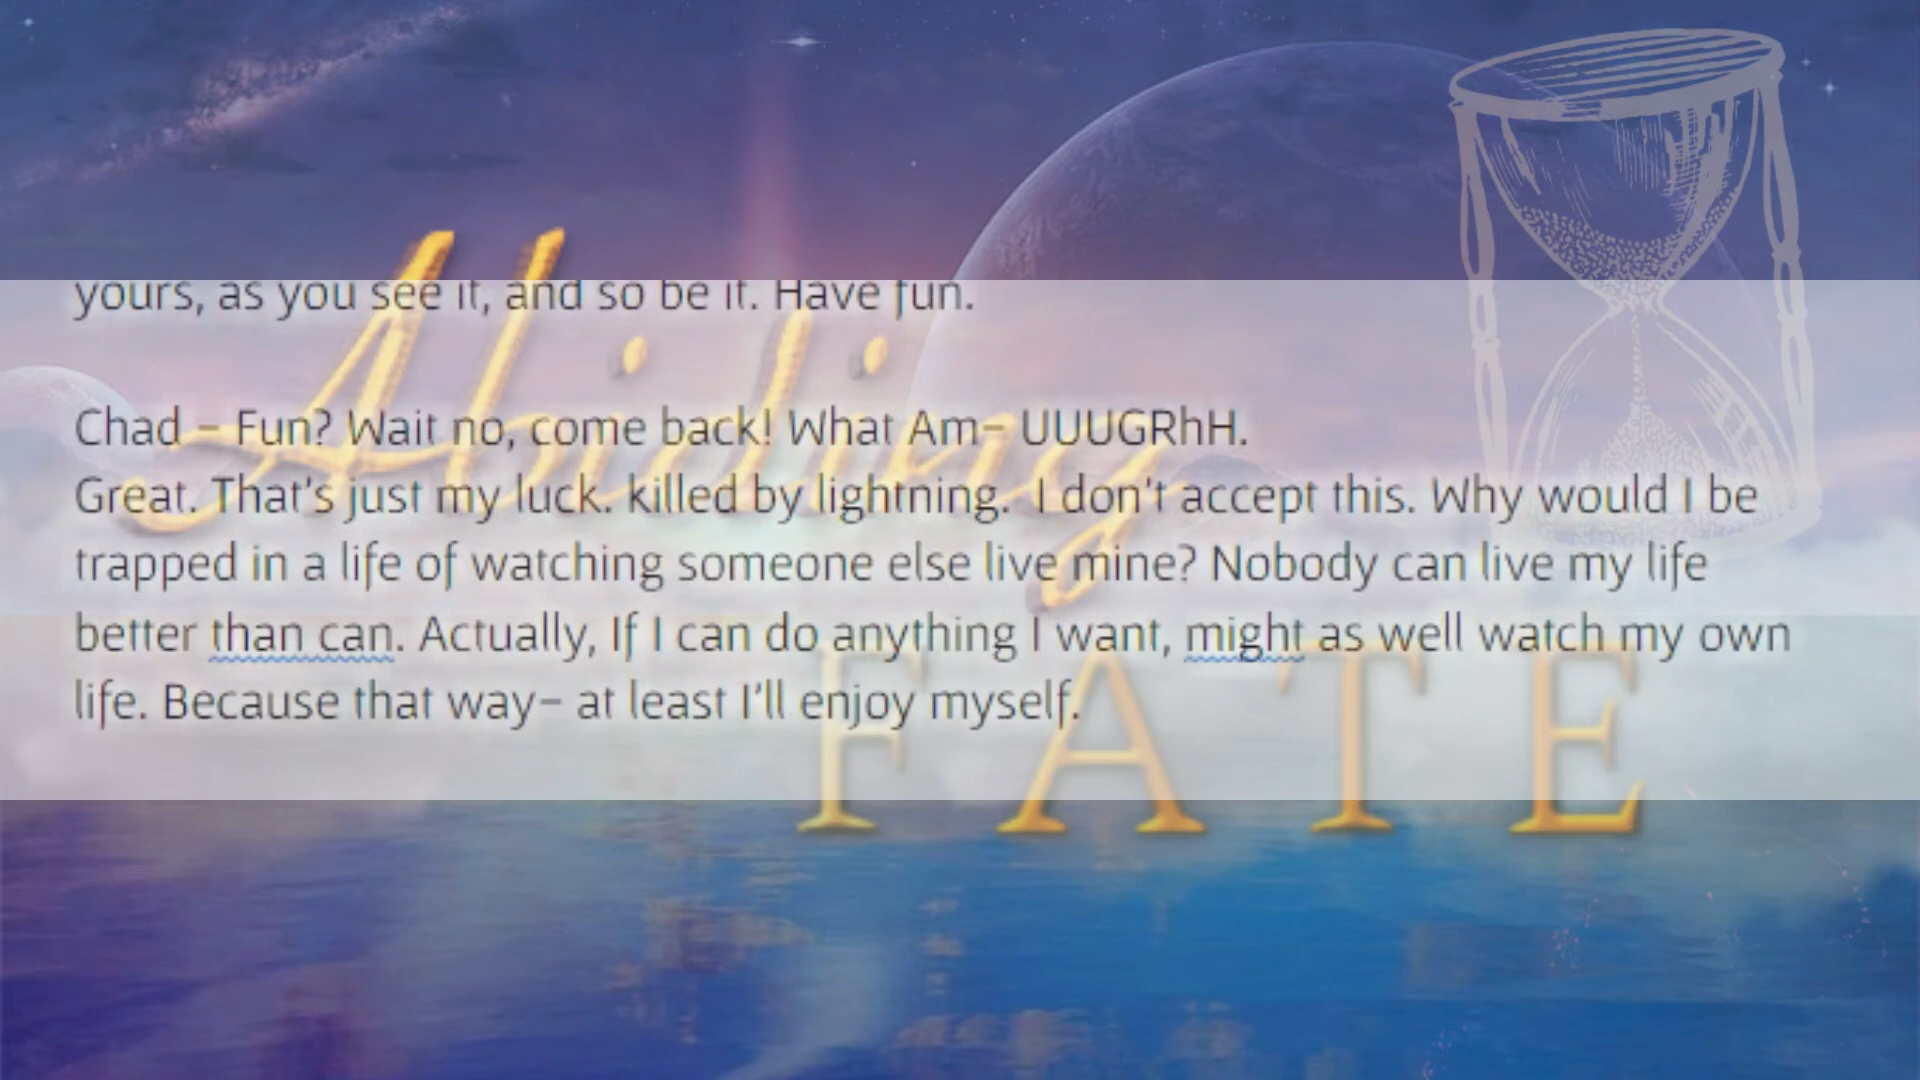 yours, as you see it, and so be it. Have fun.
Chad – Fun? Wait no, come back! What Am– UUUGRhH.
Great. That's just my luck. killed by lightning. I don't accept this. Why would I be
trapped in a life of watching someone else live mine? Nobody can live my life
better than can. Actually, If I can do anything I want, might as well watch my own
life. Because that way– at least I'll enjoy myself.
Abiding
FATE